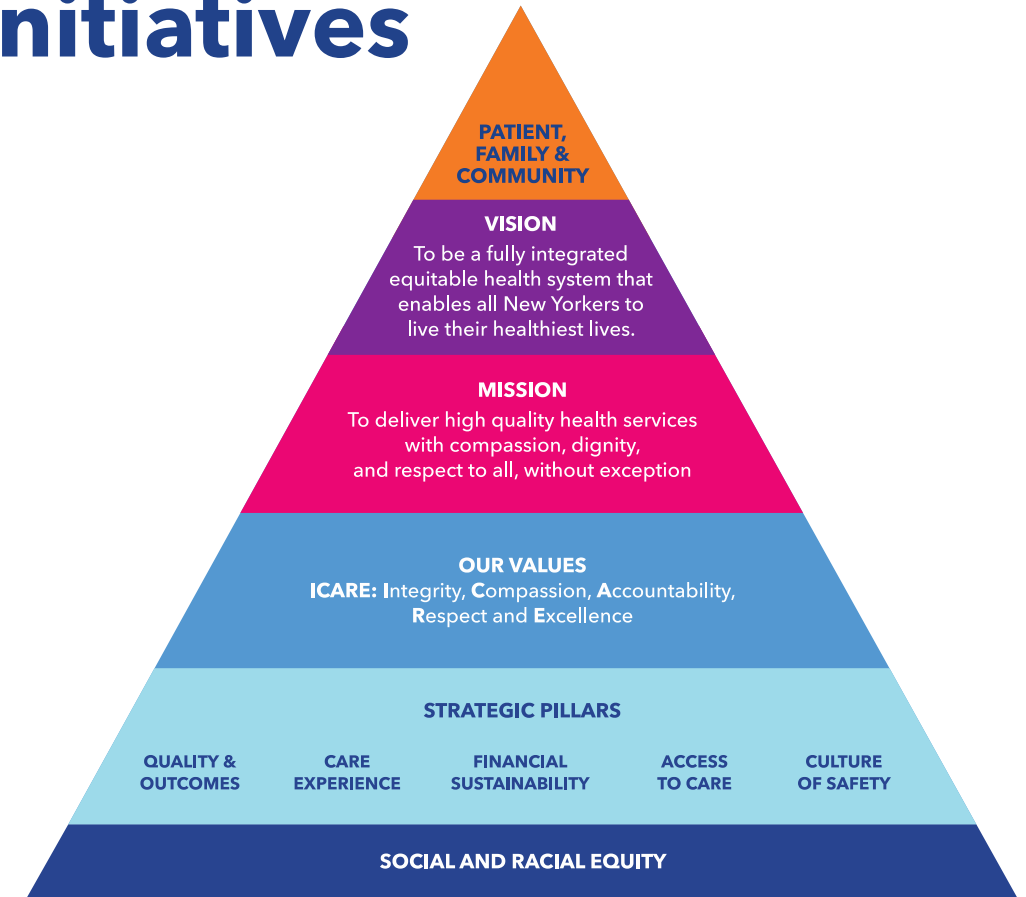 nitiatives
PATIENT,
FAMILY &
COMMUNITY
VISION
To be a fully integrated
equitable health system that
enables all New Yorkers to
live their healthiest lives.
MISSION
To deliver high quality health services
with compassion, dignity,
and respect to all, without exception
OUR VALUES
ICARE: Integrity, Compassion, Accountability,
Respect and Excellence
STRATEGIC PILLARS
QUALITY &
OUTCOMES
CARE
EXPERIENCE
FINANCIAL
SUSTAINABILITY
ACCESS
TO CARE
CULTURE
OF SAFETY
SOCIAL AND RACIAL EQUITY